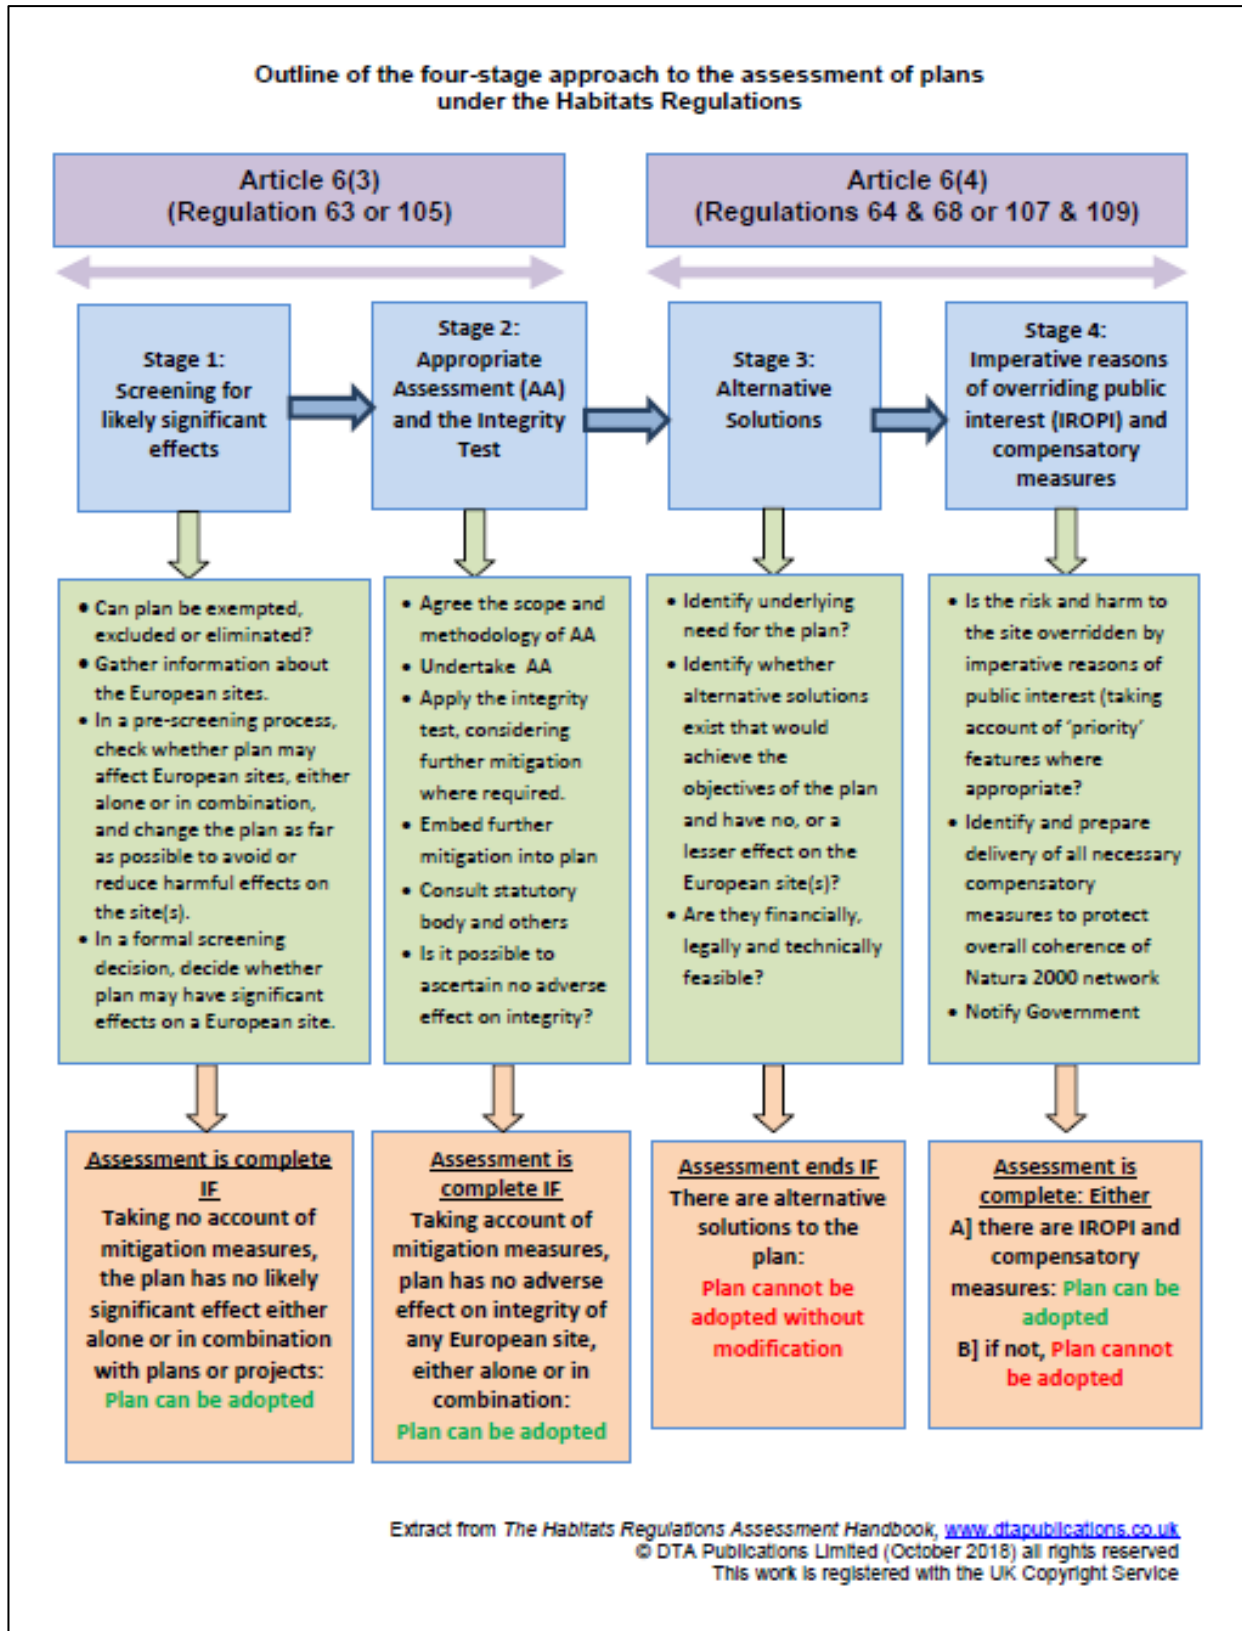 Outline of the four-stage approach to the assessment of plans
under the Habitats Regulations
Article 6(3)
(Regulation 63 or 105)
Article 6(4)
(Regulations 64 & 68 or 107 & 109)
Stage 1:
Screening for
likely significant
effects
Stage 2:
Appropriate
Assessment (AA)
and the Integrity
Test
Stage 3:
Alternative
Solutions
Stage 4:
Imperative reasons
of overriding public
interest (IROPI) and
compensatory
measures
• Can plan be exempted,
excluded or eliminated?
• Gather information about
the European sites.
• In a pre-screening process,
check whether plan may
affect European sites, either
alone or in combination,
and change the plan as far
as possible to avoid or
reduce harmful effects on
the site(s).
• In a formal screening
decision, decide whether
plan may have significant
effects on a European site.
• Agree the scope and
methodology of AA
• Undertake AA
• Apply the integrity
test, considering
further mitigation
where required.
• Embed further
mitigation into plan
• Consult statutory
body and others
• Is it possible to
ascertain no adverse
effect on integrity?
• Identify underlying
need for the plan?
• Identify whether
alternative solutions
exist that would
achieve the
objectives of the plan
and have no, or a
lesser effect on the
European site(s)?
• Are they financially,
legally and technically
feasible?
• Is the risk and harm to
the site overridden by
imperative reasons of
public interest (taking
account of ‘priority’
features where
appropriate?
• Identify and prepare
delivery of all necessary
compensatory
measures to protect
overall coherence of
Natura 2000 network
• Notify Government
Assessment is complete
IF
Taking no account of
mitigation measures,
the plan has no likely
significant effect either
alone or in combination
with plans or projects:
Plan can be adopted
Assessment is
complete IF
Taking account of
mitigation measures,
plan has no adverse
effect on integrity of
any European site,
either alone or in
combination:
Plan can be adopted
Assessment ends IF
There are alternative
solutions to the
plan:
Plan cannot be
adopted without
modification
Assessment is
complete: Either
A] there are IROPI and
compensatory
measures: Plan can be
adopted
B] if not, Plan cannot
be adopted
Extract from The Habitats Regulations Assessment Handbook, www.dtapublications.co.uk
© DTA Publications Limited (October 2018) all rights reserved
This work is registered with the UK Copyright Service